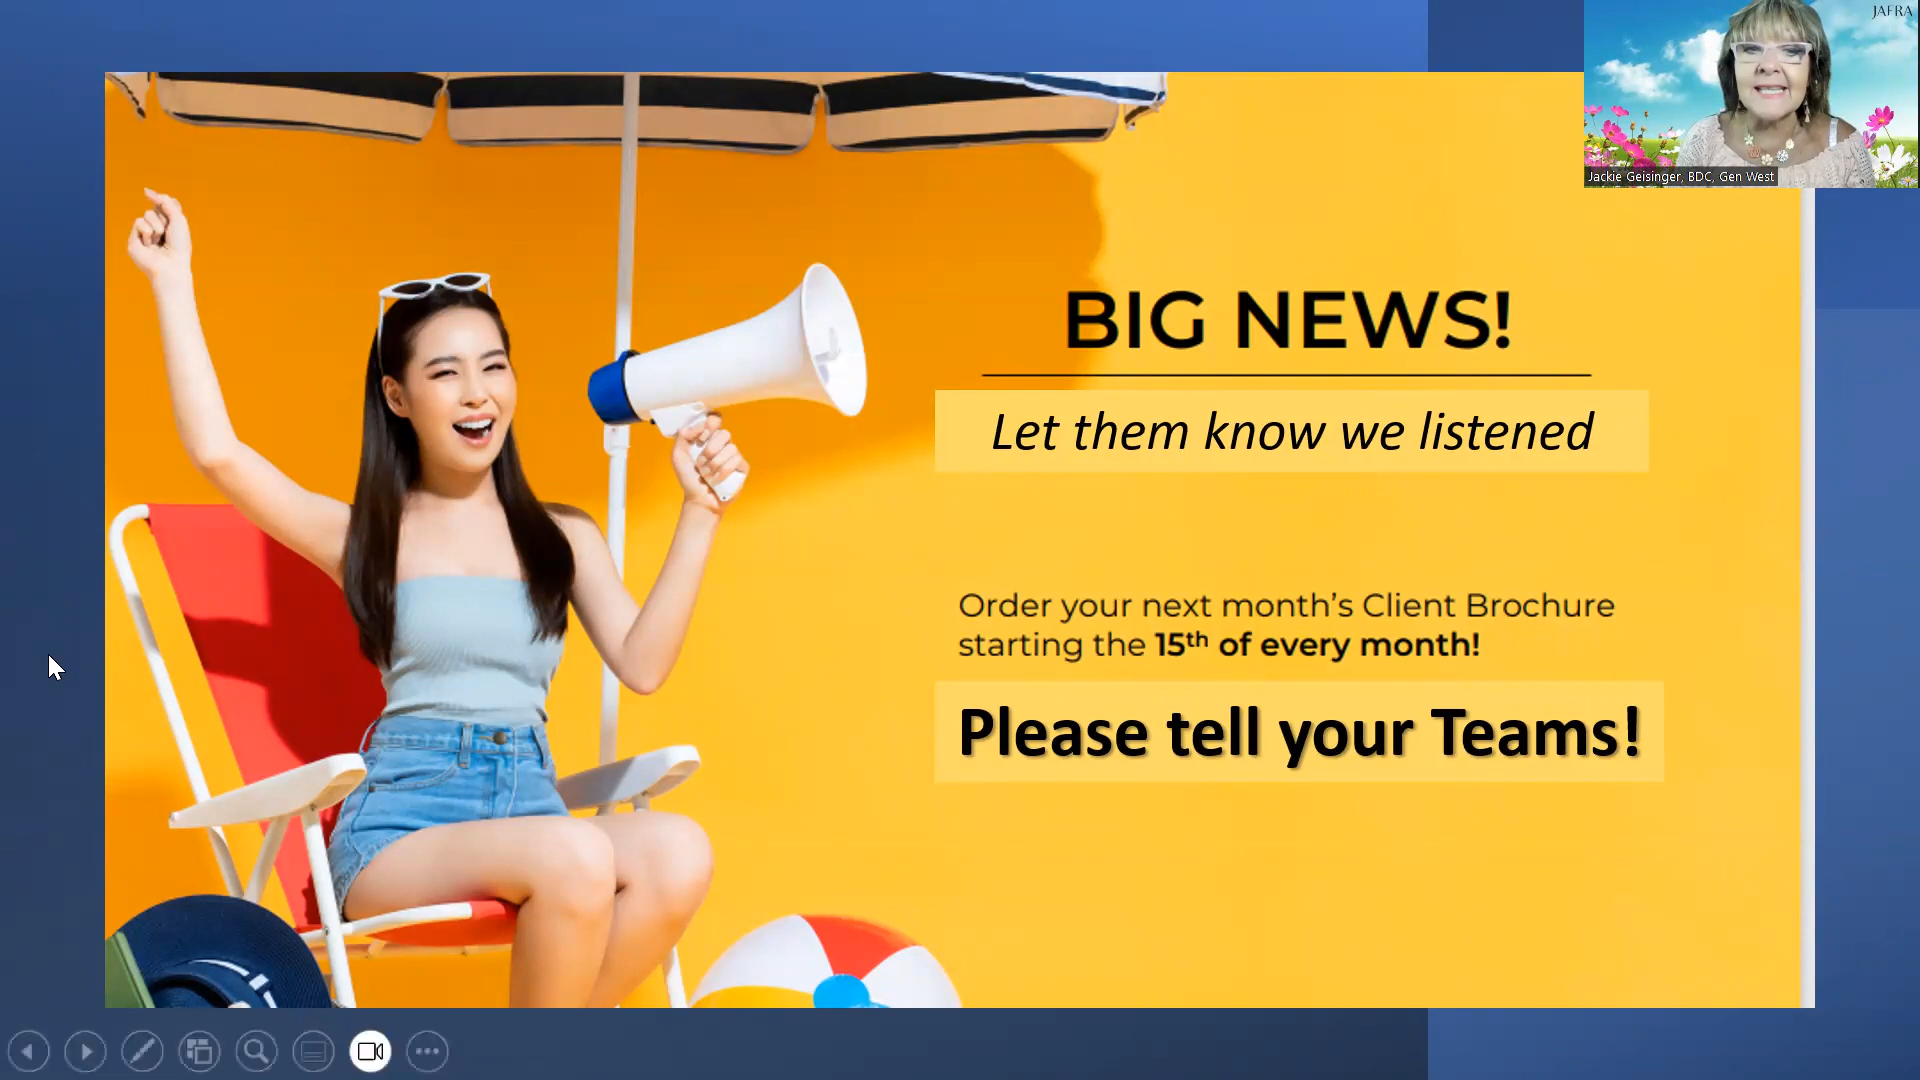 JAFRA
Jackie Geisinger, BDC, Gen West
BIG NEWS!
Let them know we listened
Order your next month’s Client Brochure
starting the 15th of every month!
Please tell your Teams!